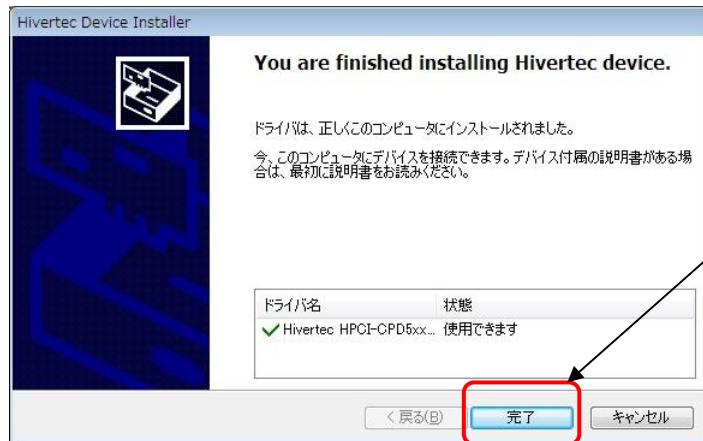 Hivertec Device Installer
You are finished installing Hivertec device.
ドライバは、正しくこのコンピュータにインストールされました。
今、このコンピュータにデバイスを接続できます。デバイス付属の説明書がある場
合は、最初に説明書をお読みください。
ドライバ名 状態
Hivertec HPCI-CPD5xx... 使用できます
< 戻る(B) 完了 キャンセル